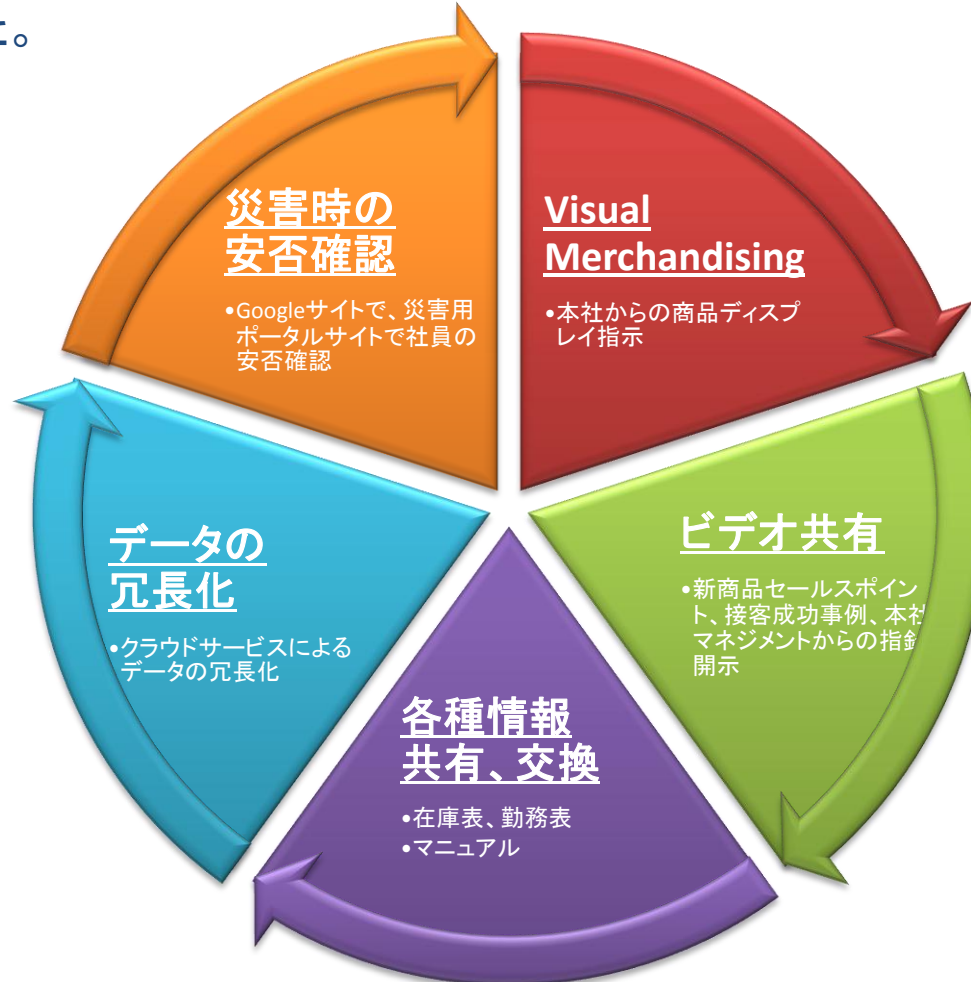 た。
災害時の
安否確認
•Googleサイトで、災害用
ポータルサイトで社員の
安否確認
Visual
Merchandising
•本社からの商品ディスプ
レイ指示
ビデオ共有
•新商品セールスポイン
ト、接客成功事例、本社
マネジメントからの指針
開示
各種情報
共有、交換
•在庫表、勤務表
•マニュアル
データの
冗長化
•クラウドサービスによる
データの冗長化